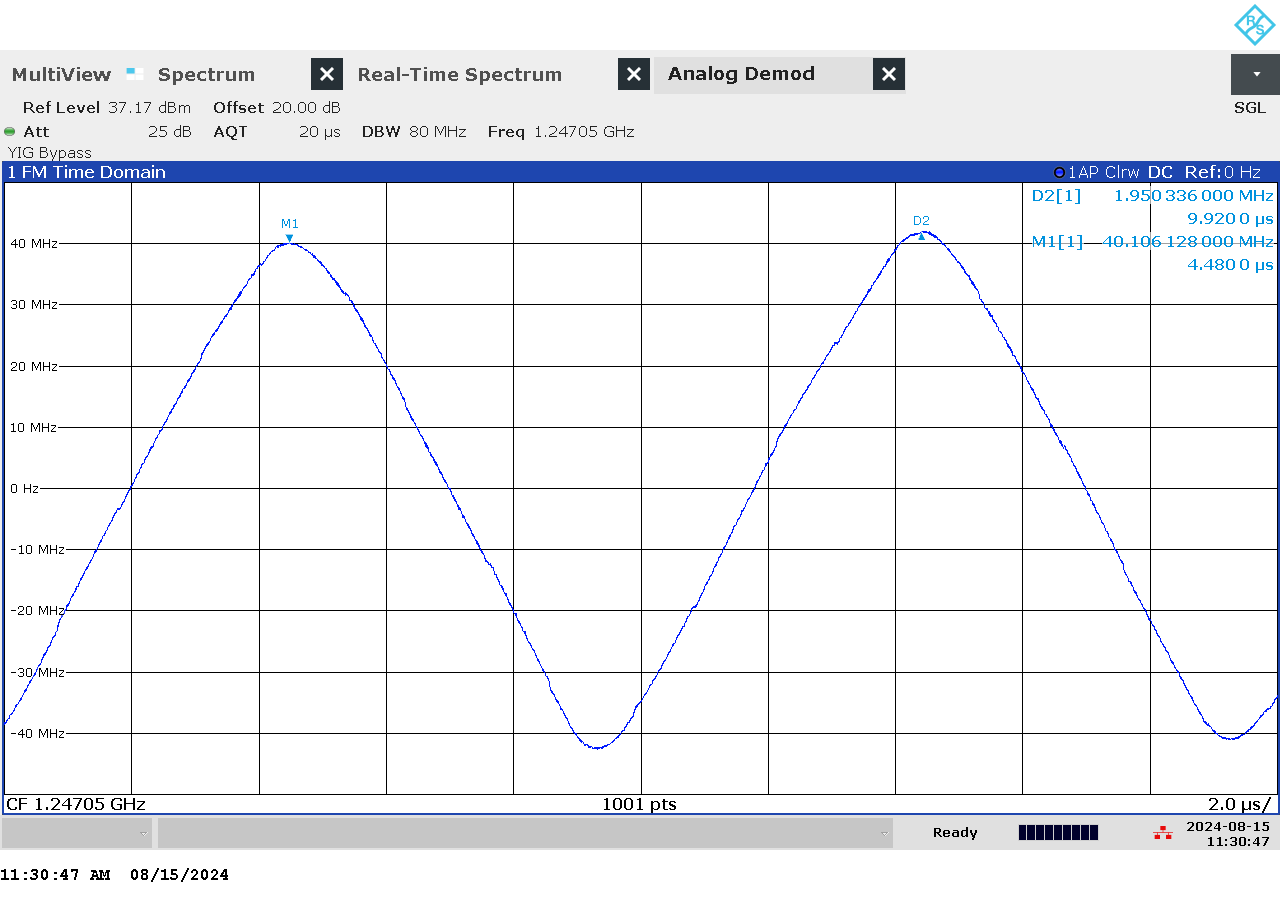 R&S
MultiView Spectrum Real-Time Spectrum Analog Demod
Ref Level 37.17 dBm Offset 20.00 dB SGL
Att 25 dB AQT 20 µs DBW 80 MHz Freq 1.24705 GHz
YIG Bypass
1 FM Time Domain 1AP Clrw DC Ref:0 Hz
D2[1] 1.950 336 000 MHz
9.920 0 µs
M1[1] 40.106 128 000 MHz
4.480 0 µs
M1
D2
40 MHz
30 MHz
20 MHz
10 MHz
0 Hz
-10 MHz
-20 MHz
-30 MHz
-40 MHz
CF 1.24705 GHz 1001 pts 2.0 µs/
Ready 2024-08-15
11:30:47
11:30:47 AM 08/15/2024